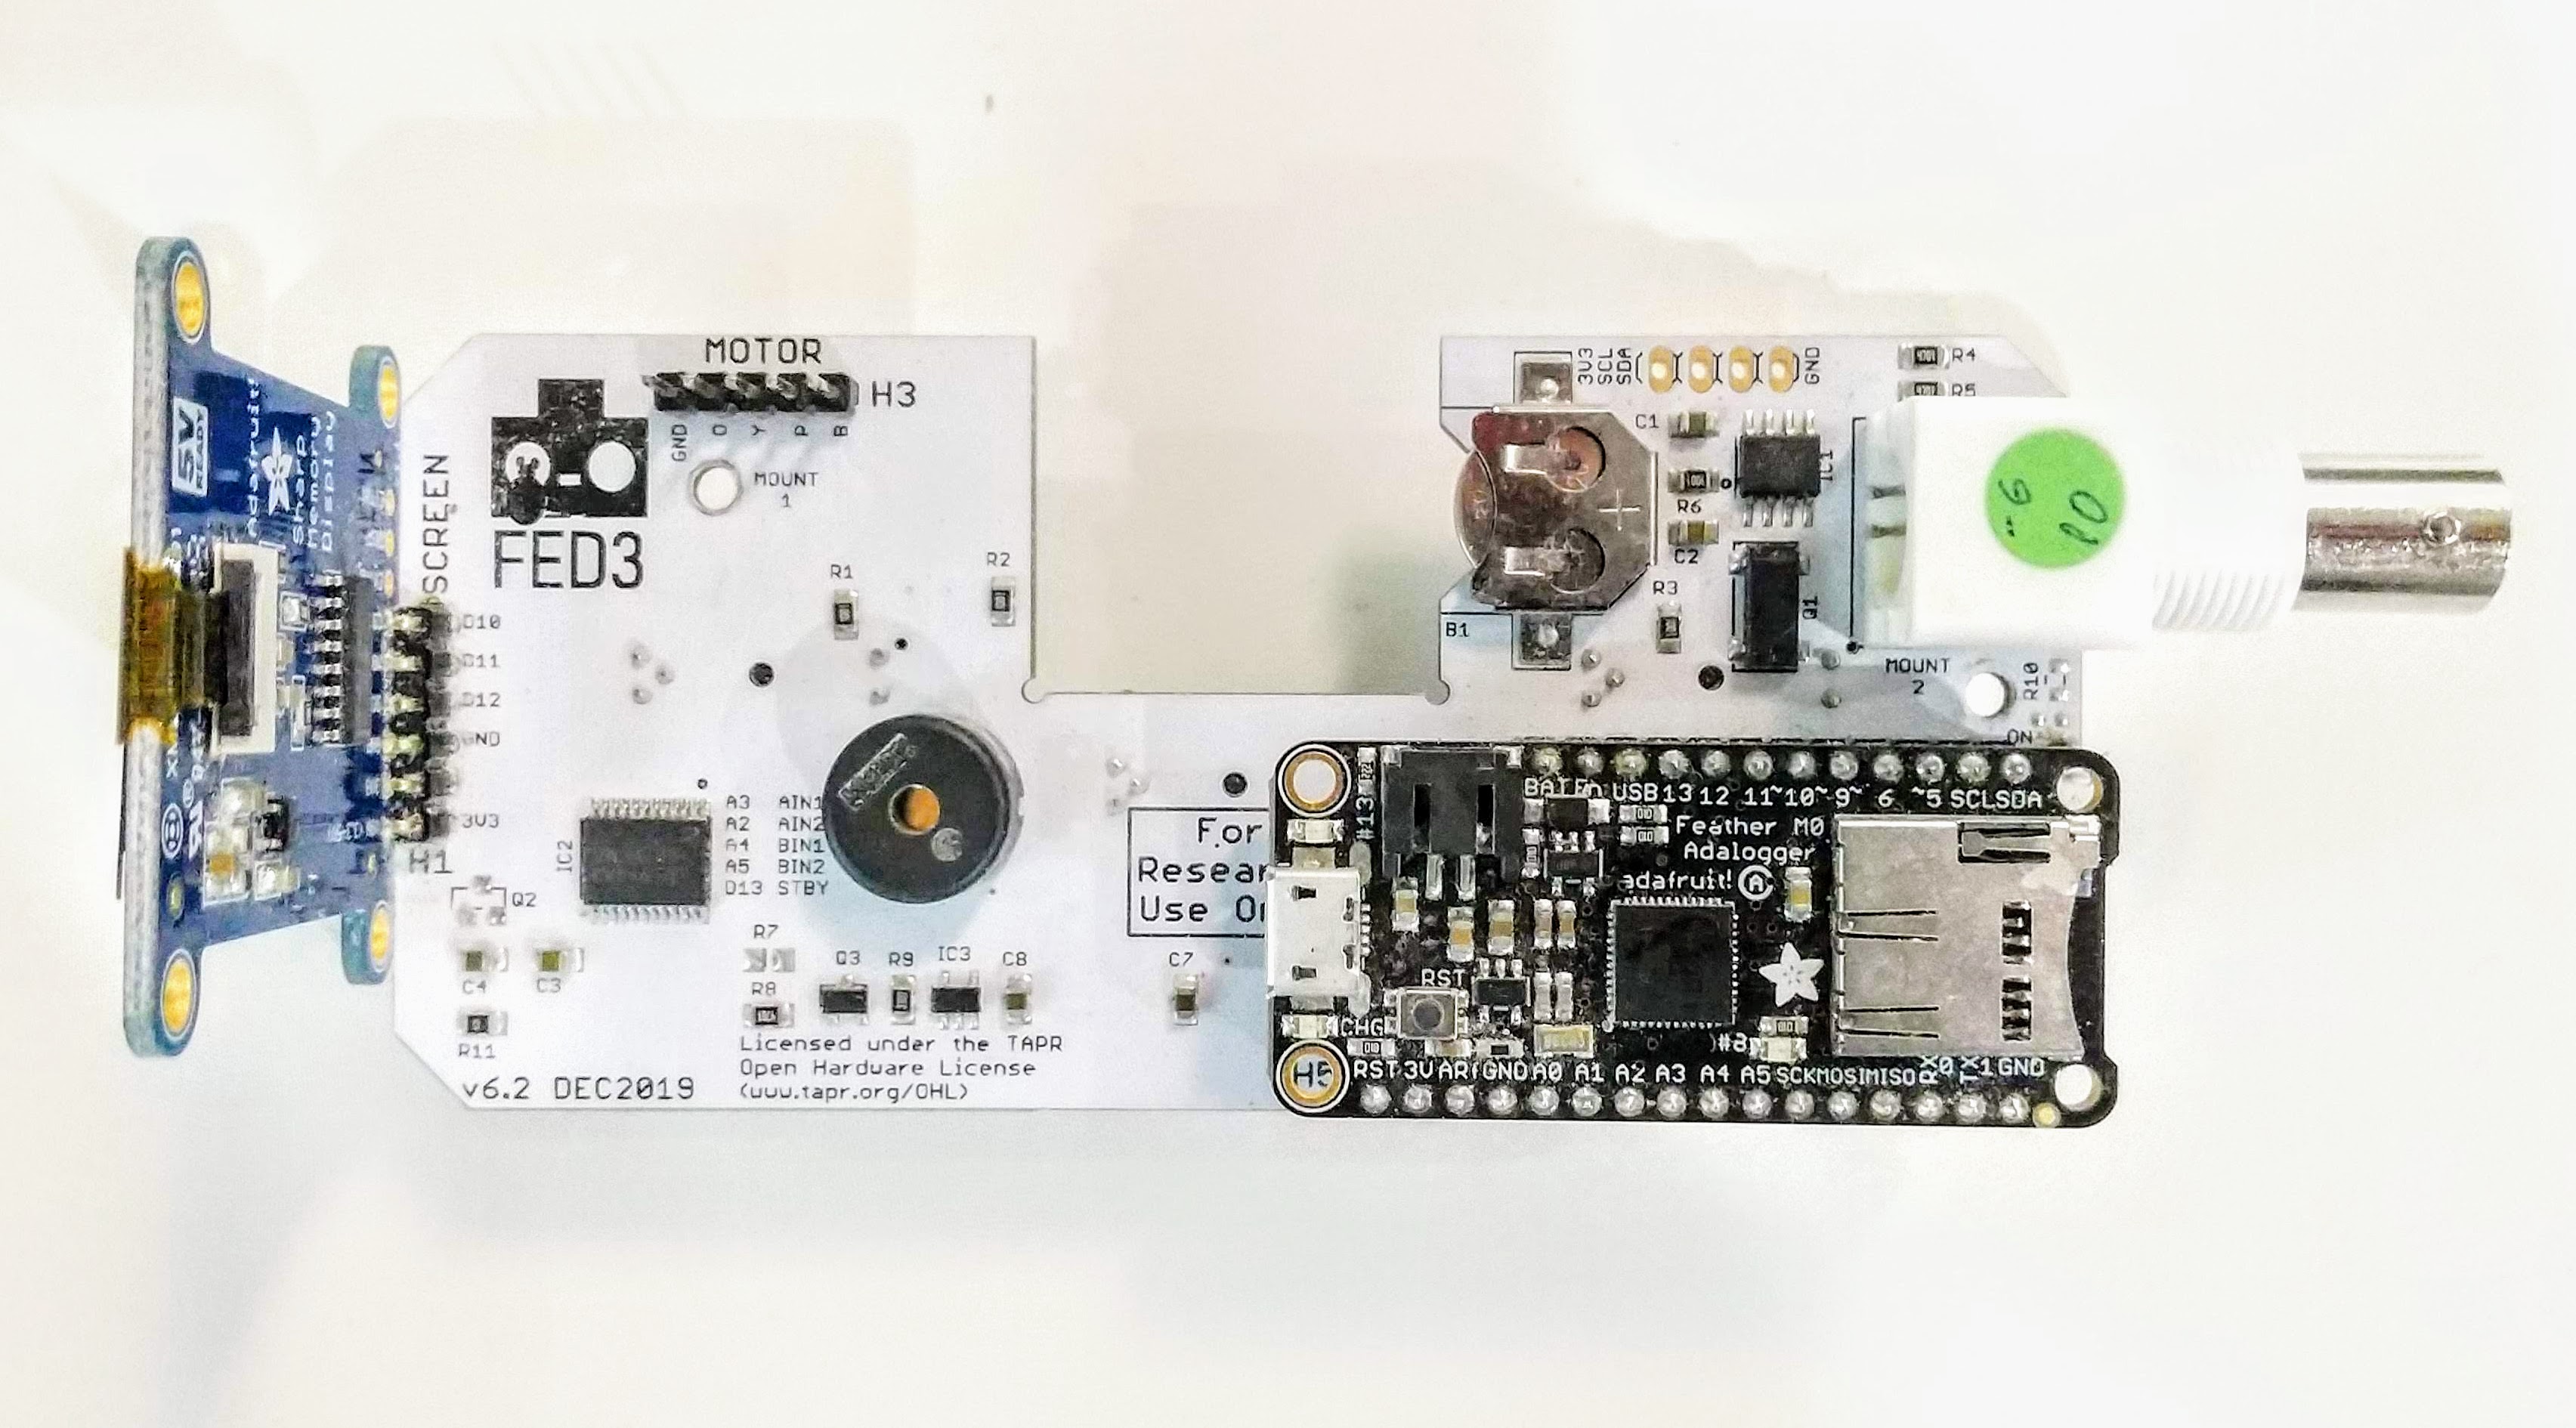 5V
READY
adafruit
Sharp
Memory
Display
SCREEN
D10
D11
D12
GND
3V3
H1
MOTOR
H3
GND
O
Y
P
B
MOUNT
1
FED3
R1
R2
IC2
A3 AIN1
A2 AIN2
A4 BIN1
A5 BIN2
D13 STBY
Q2
C4
C3
R11
R7
R8
Q3
R9
IC3
C8
C7
Licensed under the TAPR
Open Hardware License
(www.tapr.org/OHL)
v6.2 DEC2019
For
Resear
Use
3V3
SCL
SDA
GND
R4
R5
C1
IC1
R6
C2
R3
Q1
B1
+
MOUNT
2
R10
ON
#13
BAT En USB 13 12 11~ 10~ 9~ 6 ~5 SCL SDA
Feather M0
Adalogger
adafruit!
RST
CHG
#8
H5
RST 3V ARf GND A0 A1 A2 A3 A4 A5 SCK MOSI MISO RX0 TX1 GND